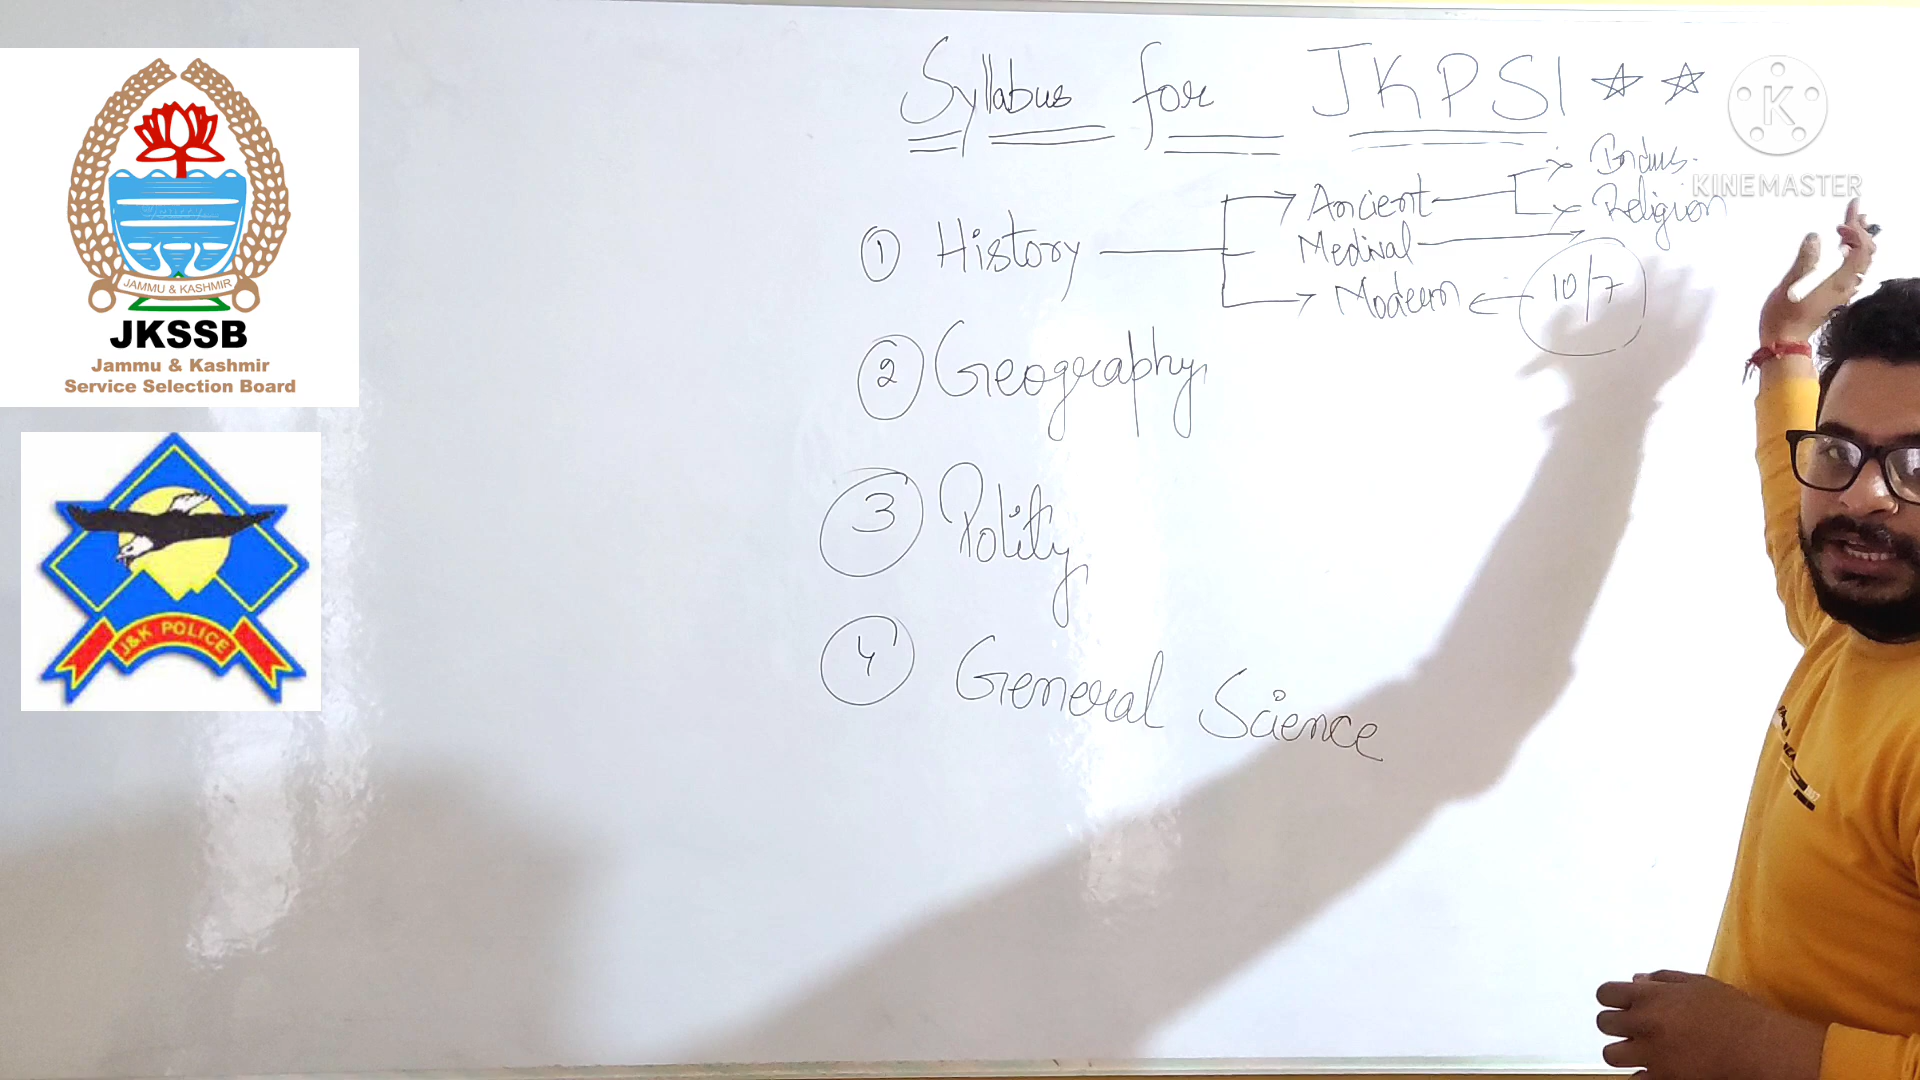 Syllabus for JKPSI
① History
Ancient
Indus.
Religion
Medival
Modern
10/7
② Geography
③ Polity
④ General Science
JAMMU & KASHMIR
JKSSB
Jammu & Kashmir
Service Selection Board
J&K POLICE
K
KINEMASTER